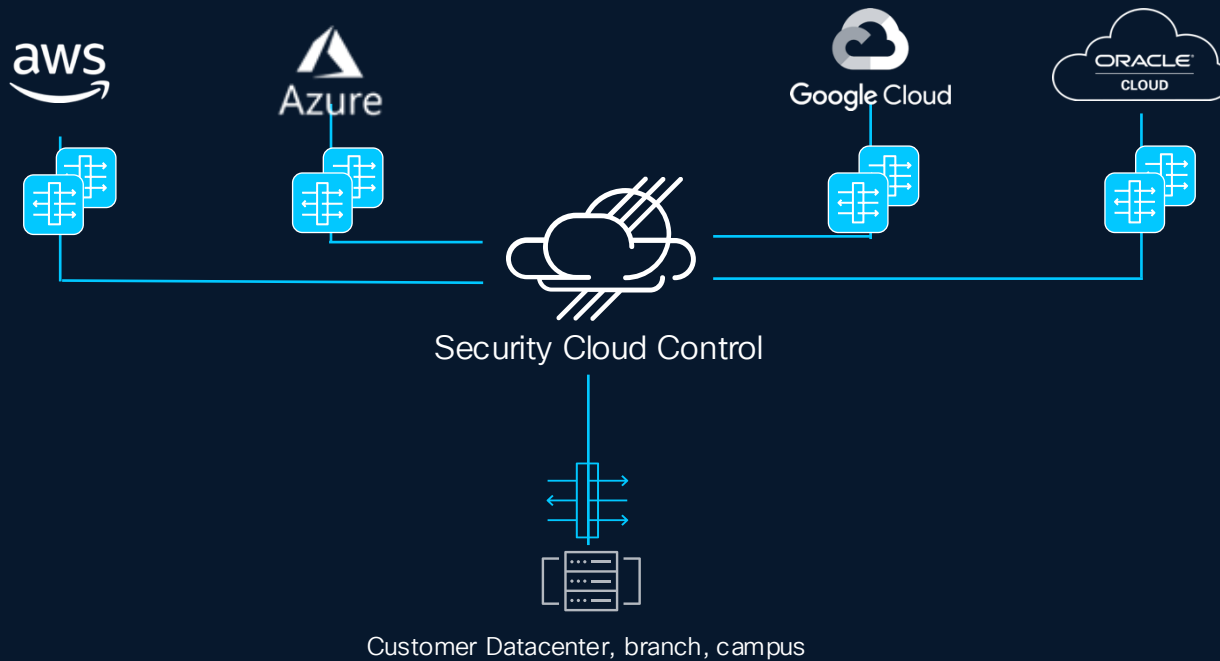 aws
Azure
Google Cloud
ORACLE
CLOUD
Security Cloud Control
Customer Datacenter, branch, campus